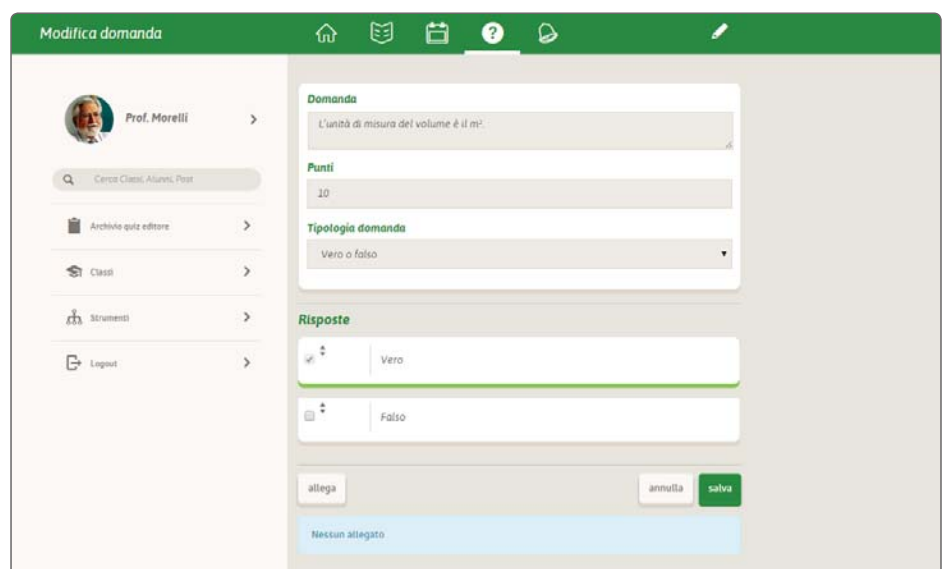 Modifica domanda
Prof. Morelli
Cerca Classi, Alunni, Post
Archivio quiz editore
Classi
Strumenti
Logout
Domanda
L'unità di misura del volume è il m².
Punti
10
Tipologia domanda
Vero o falso
Risposte
Vero
Falso
allega
annulla
salva
Nessun allegato